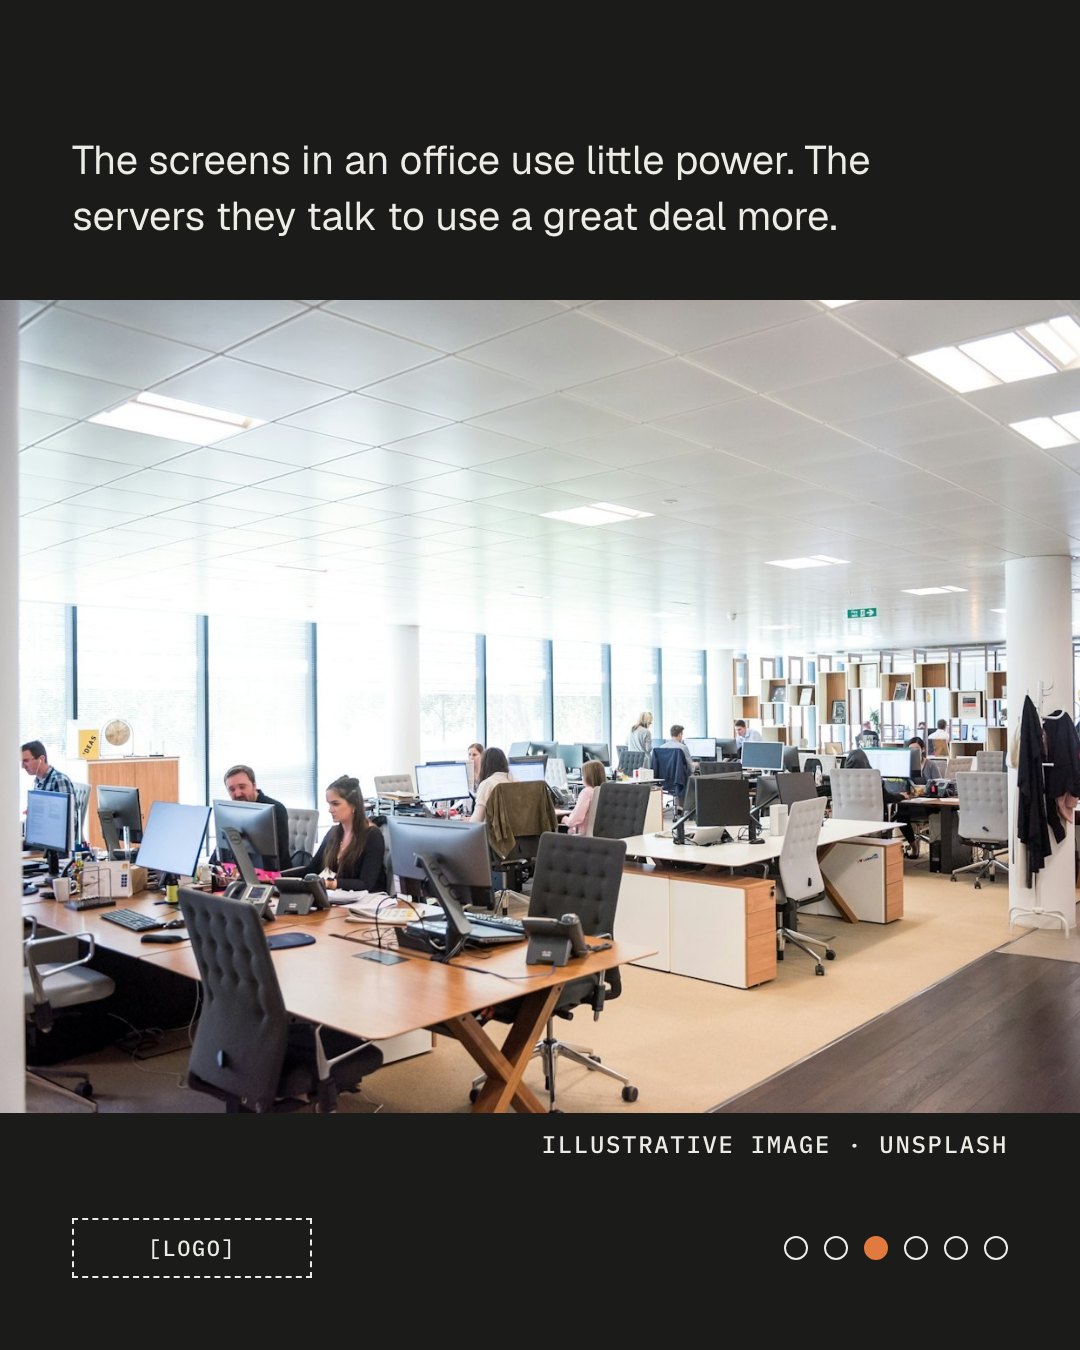 The screens in an office use little power. The
servers they talk to use a great deal more.
IDEAS
ILLUSTRATIVE IMAGE · UNSPLASH
[LOGO]